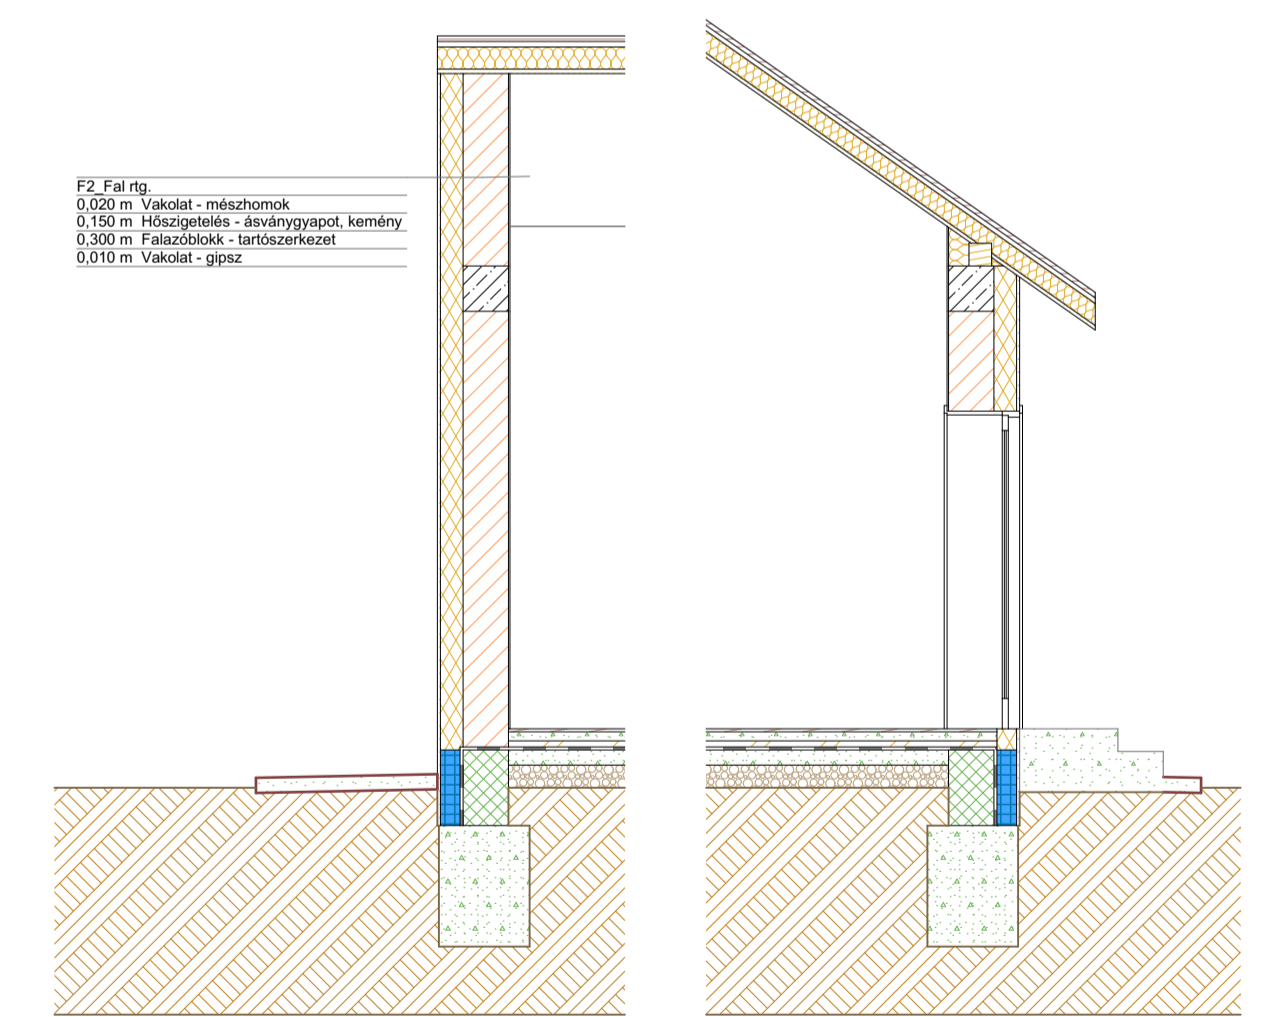 F2_Fal rtg.
0,020 m Vakolat - mészhomok
0,150 m Hőszigetelés - ásványgyapot, kemény
0,300 m Falazóblokk - tartószerkezet
0,010 m Vakolat - gipsz